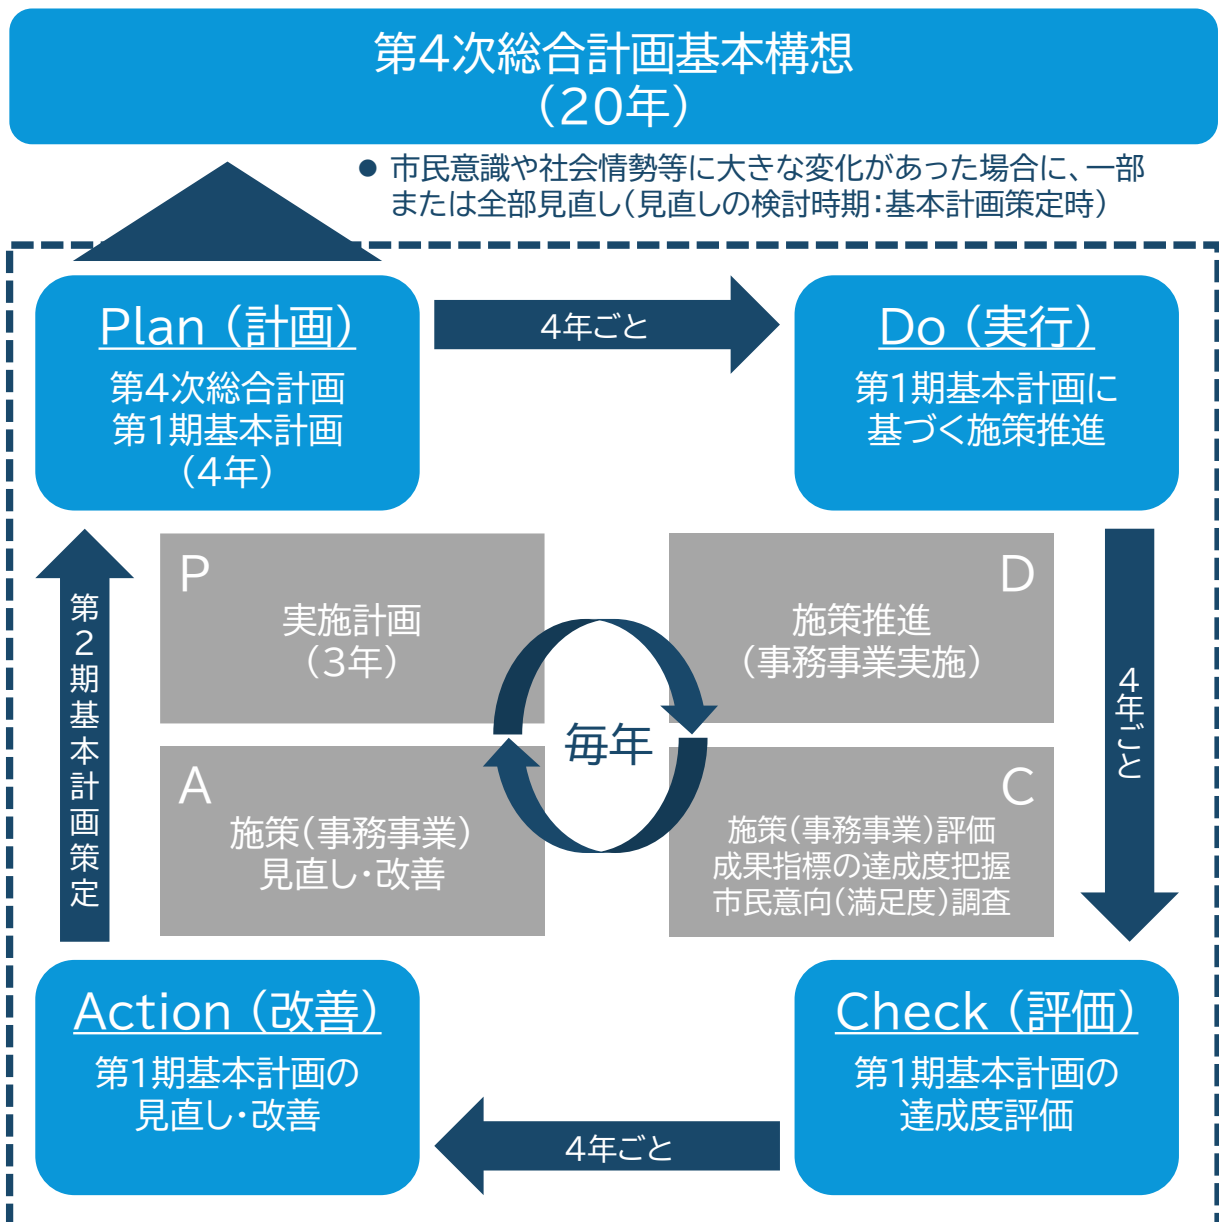 第4次総合計画基本構想
（20年）
● 市民意識や社会情勢等に大きな変化があった場合に、一部
または全部見直し（見直しの検討時期：基本計画策定時）
Plan（計画）
第4次総合計画
第1期基本計画
（4年）
4年ごと
Do（実行）
第1期基本計画に
基づく施策推進
P
実施計画
（3年）
D
施策推進
（事務事業実施）
第2期基本計画策定
毎年
4年ごと
A
施策（事務事業）
見直し・改善
C
施策（事務事業）評価
成果指標の達成度把握
市民意向（満足度）調査
Action（改善）
第1期基本計画の
見直し・改善
4年ごと
Check（評価）
第1期基本計画の
達成度評価